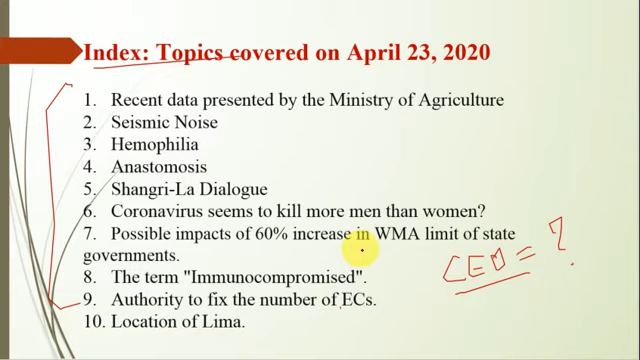 Index: Topics covered on April 23, 2020
1. Recent data presented by the Ministry of Agriculture
2. Seismic Noise
3. Hemophilia
4. Anastomosis
5. Shangri-La Dialogue
6. Coronavirus seems to kill more men than women?
7. Possible impacts of 60% increase in WMA limit of state
governments.
CEO = ?
8. The term "Immunocompromised".
9. Authority to fix the number of ECs.
10. Location of Lima.